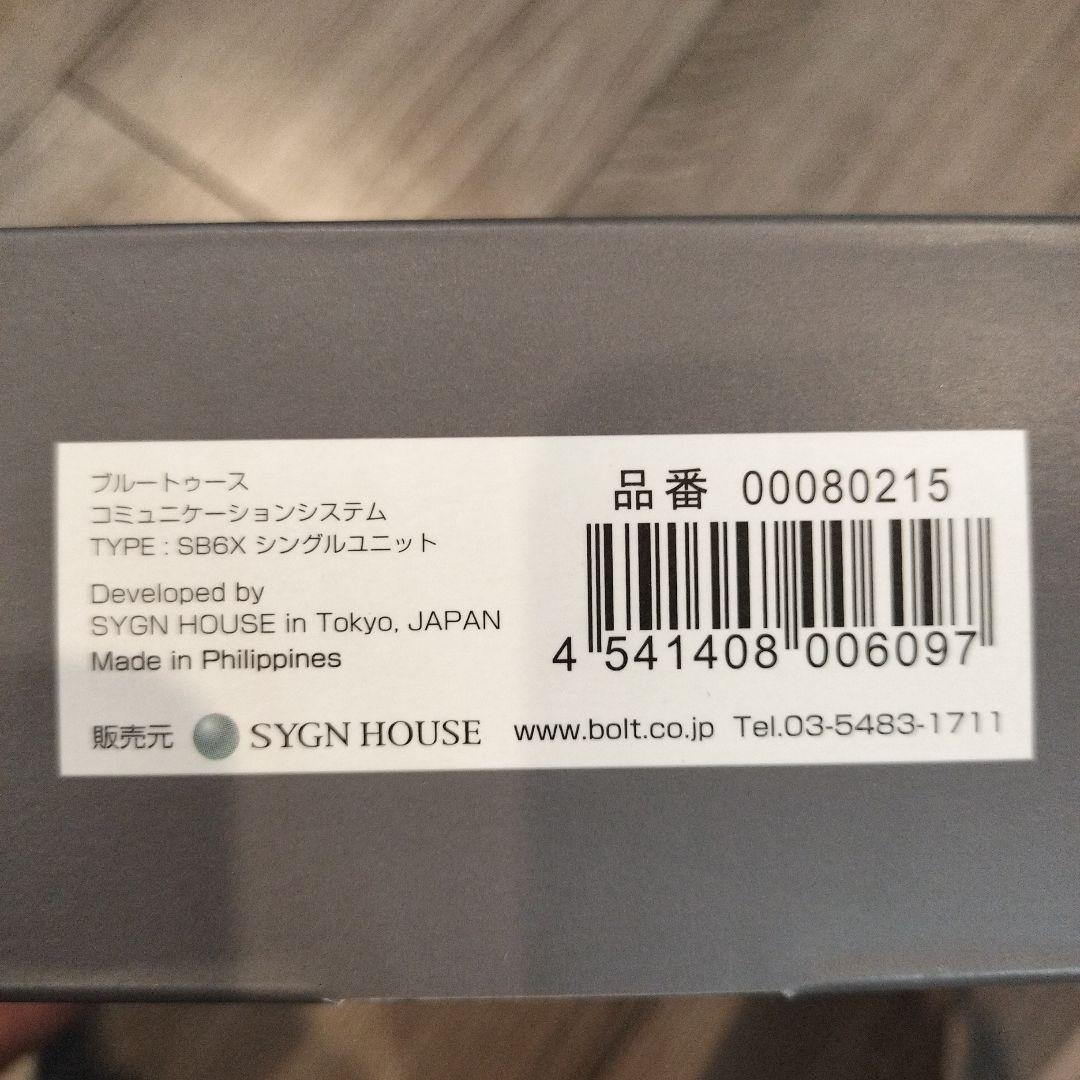 ブルートゥース
コミュニケーションシステム
TYPE : SB6X シングルユニット
Developed by
SYGN HOUSE in Tokyo, JAPAN
Made in Philippines
品番 00080215
4 541408 006097
販売元 SYGN HOUSE www.bolt.co.jp Tel.03-5483-1711